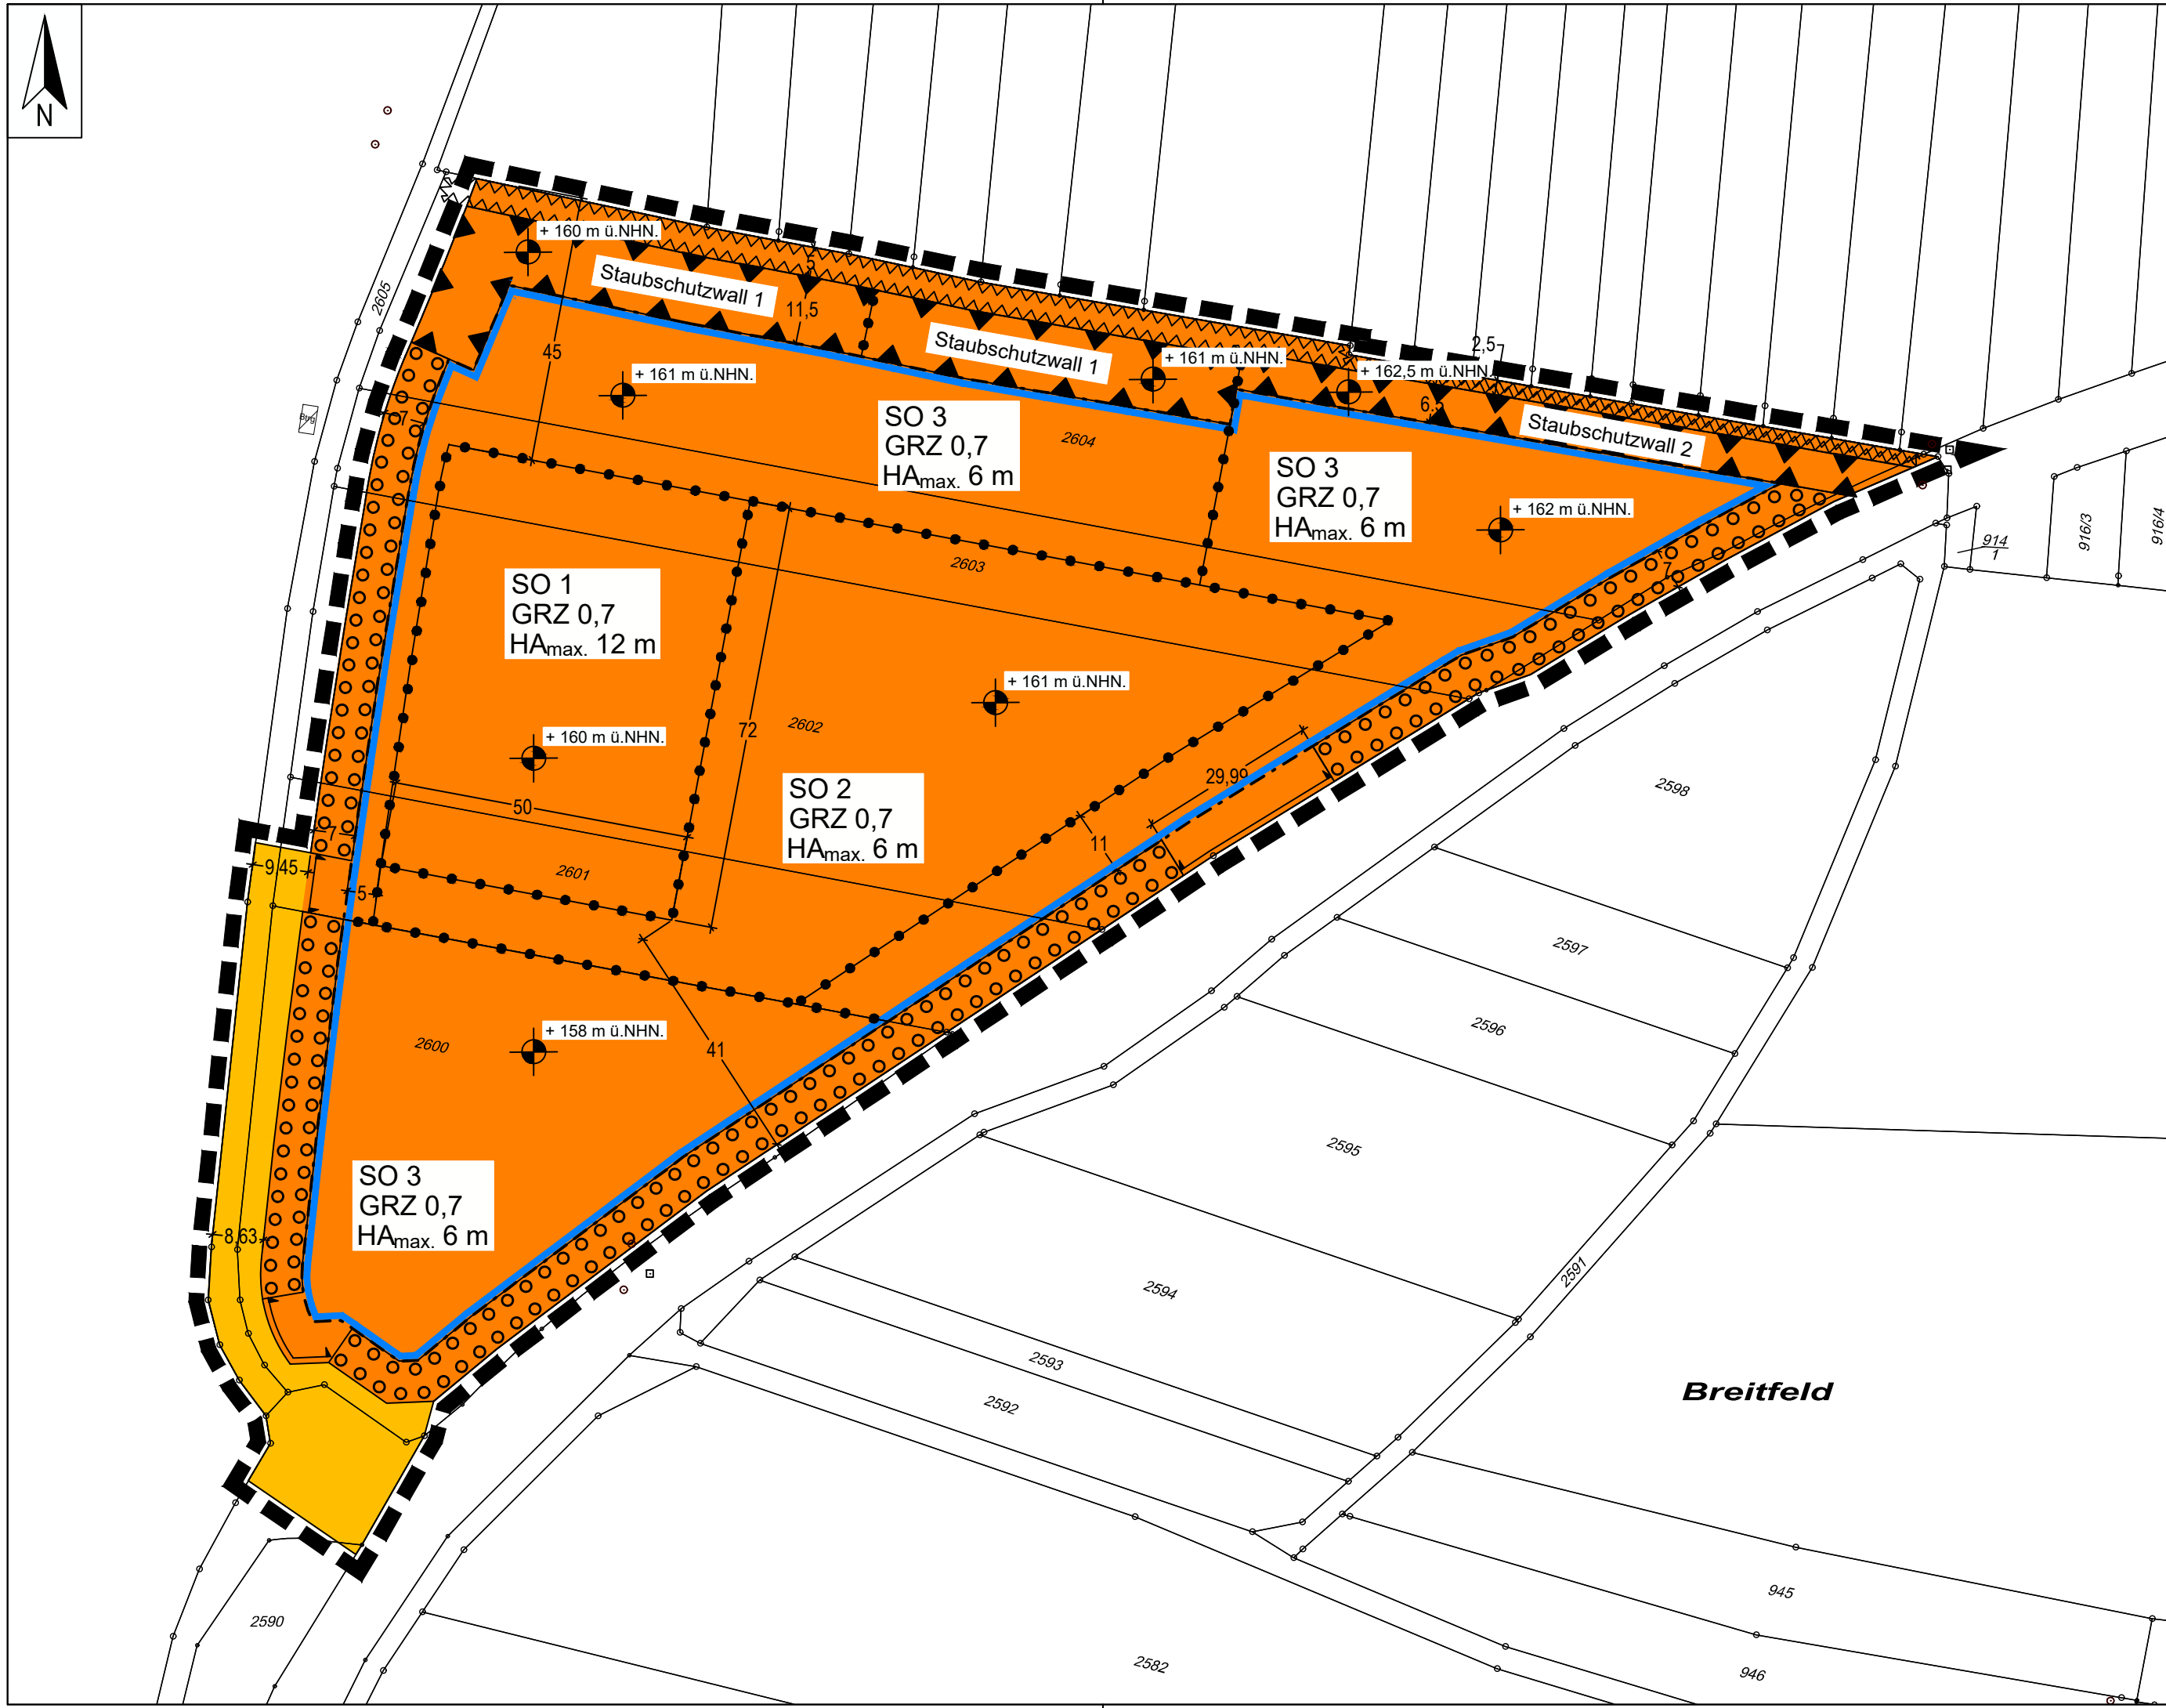 N
2605
+ 160 m ü.NHN.
Staubschutzwall 1
5
11,5
45
+ 161 m ü.NHN.
Staubschutzwall 1
+ 161 m ü.NHN.
2,5
+ 162,5 m ü.NHN.
6,5
Staubschutzwall 2
7
SO 3
GRZ 0,7
HAmax. 6 m
2604
SO 3
GRZ 0,7
HAmax. 6 m
+ 162 m ü.NHN.
914
1
916/3
916/4
2603
7
SO 1
GRZ 0,7
HAmax. 12 m
+ 161 m ü.NHN.
2602
72
+ 160 m ü.NHN.
29,99
2598
50
SO 2
GRZ 0,7
HAmax. 6 m
7
11
9,45
2601
5
2597
2596
+ 158 m ü.NHN.
2600
41
2595
SO 3
GRZ 0,7
HAmax. 6 m
8,63
2594
2591
2593
2592
Breitfeld
945
2590
2582
946